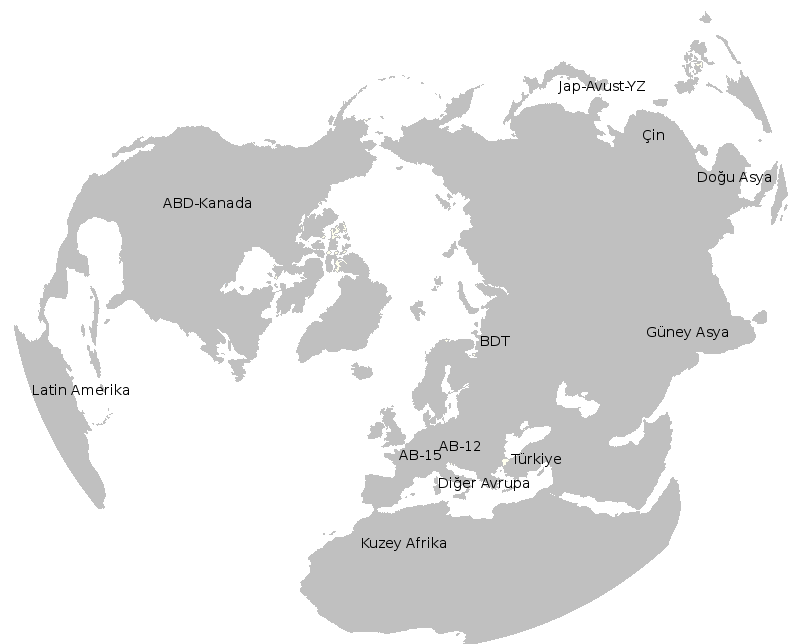 Jap-Avust-YZ
Çin
Doğu Asya
ABD-Kanada
Güney Asya
BDT
Latin Amerika
AB-12
AB-15
Türkiye
Diğer Avrupa
Kuzey Afrika